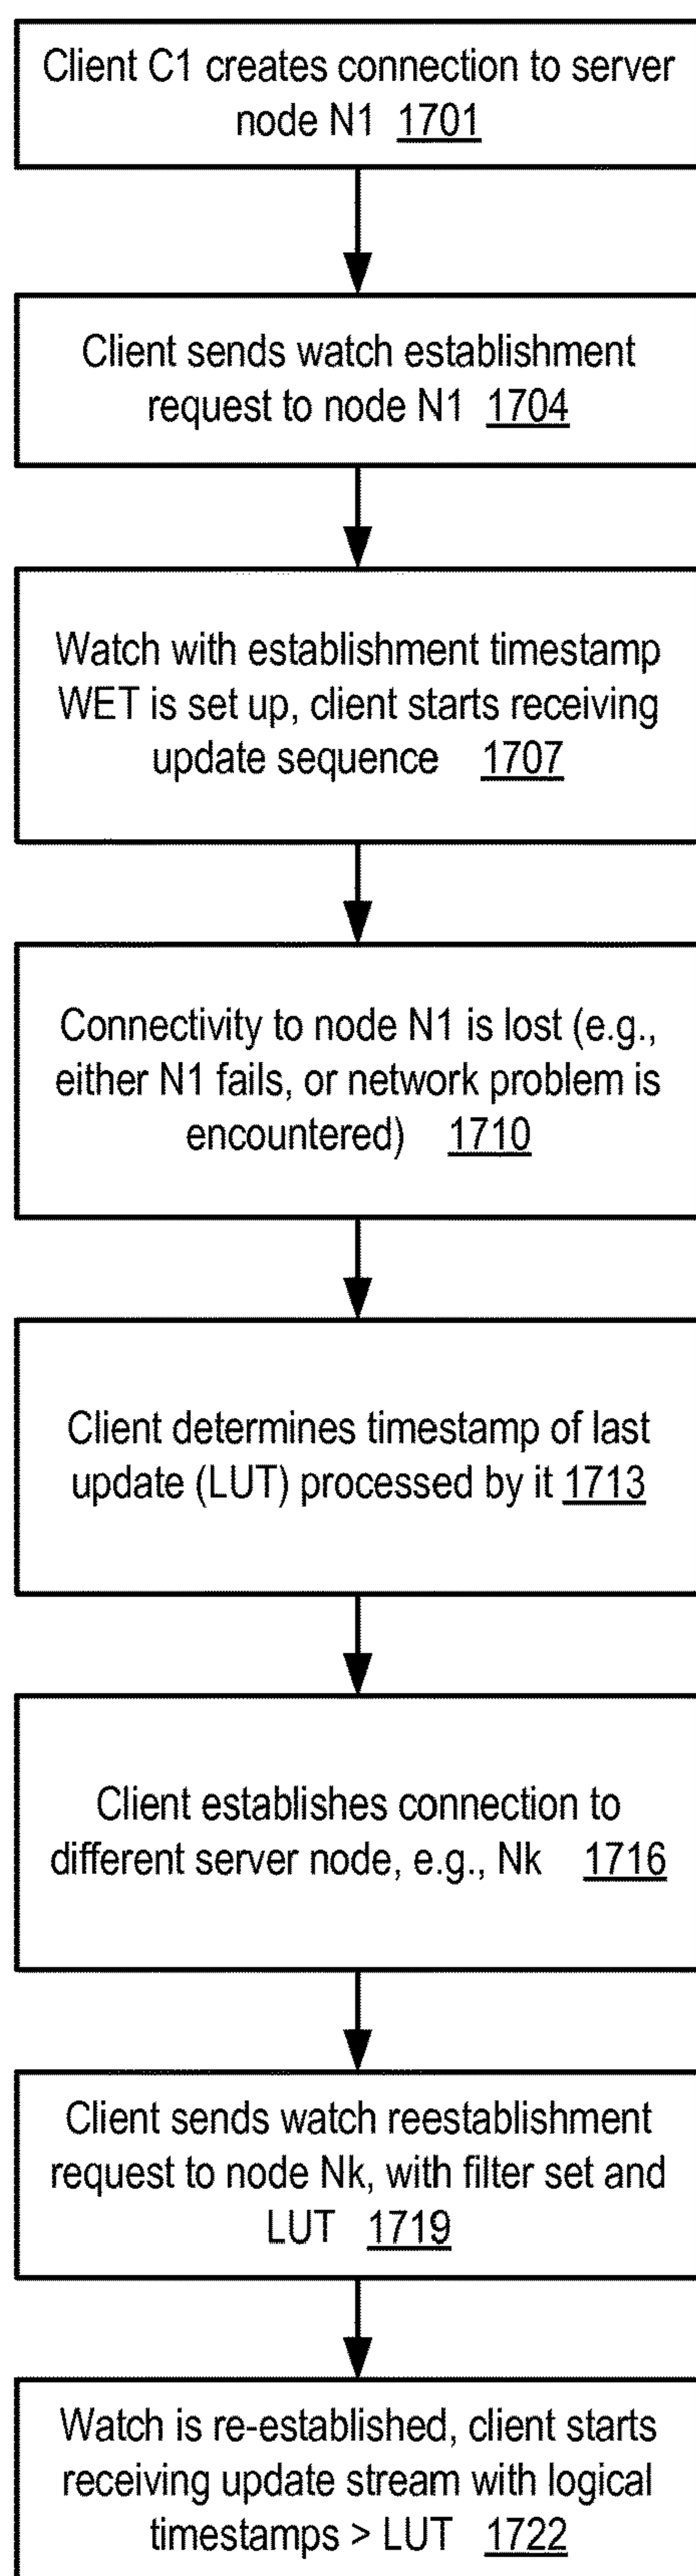 Client C1 creates connection to server
node N1 1701
Client sends watch establishment
request to node N1 1704
Watch with establishment timestamp
WET is set up, client starts receiving
update sequence 1707
Connectivity to node N1 is lost (e.g.,
either N1 fails, or network problem is
encountered) 1710
Client determines timestamp of last
update (LUT) processed by it 1713
Client establishes connection to
different server node, e.g., Nk 1716
Client sends watch reestablishment
request to node Nk, with filter set and
LUT 1719
Watch is re-established, client starts
receiving update stream with logical
timestamps > LUT 1722